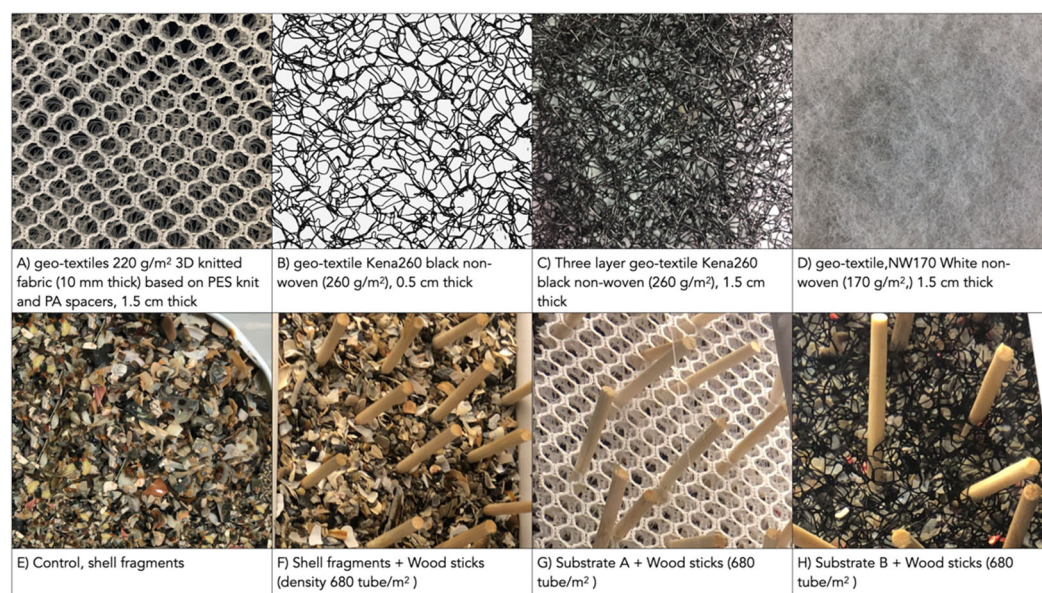 A) geo-textiles 220 g/m² 3D knitted
fabric (10 mm thick) based on PES knit
and PA spacers, 1.5 cm thick
B) geo-textile Kena260 black non-
woven (260 g/m²), 0.5 cm thick
C) Three layer geo-textile Kena260
black non-woven (260 g/m²), 1.5 cm
thick
D) geo-textile,NW170 White non-
woven (170 g/m²,) 1.5 cm thick
E) Control, shell fragments
F) Shell fragments + Wood sticks
(density 680 tube/m² )
G) Substrate A + Wood sticks (680
tube/m² )
H) Substrate B + Wood sticks (680
tube/m² )